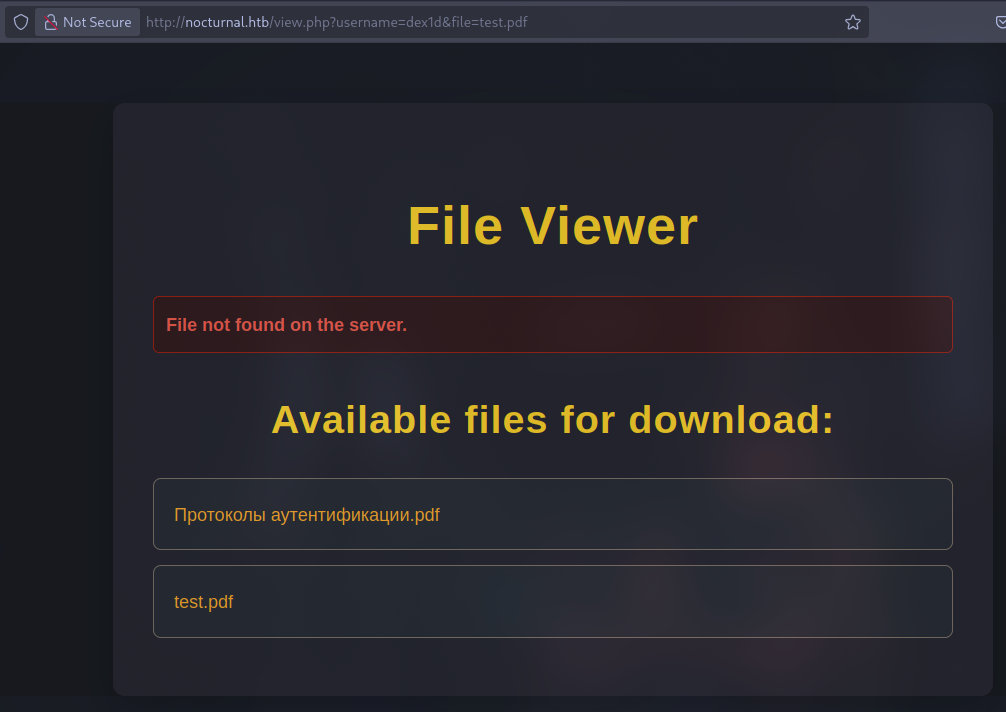 Not Secure http://nocturnal.htb/view.php?username=dex1d&file=test.pdf
File Viewer
File not found on the server.
Available files for download:
Протоколы аутентификации.pdf
test.pdf